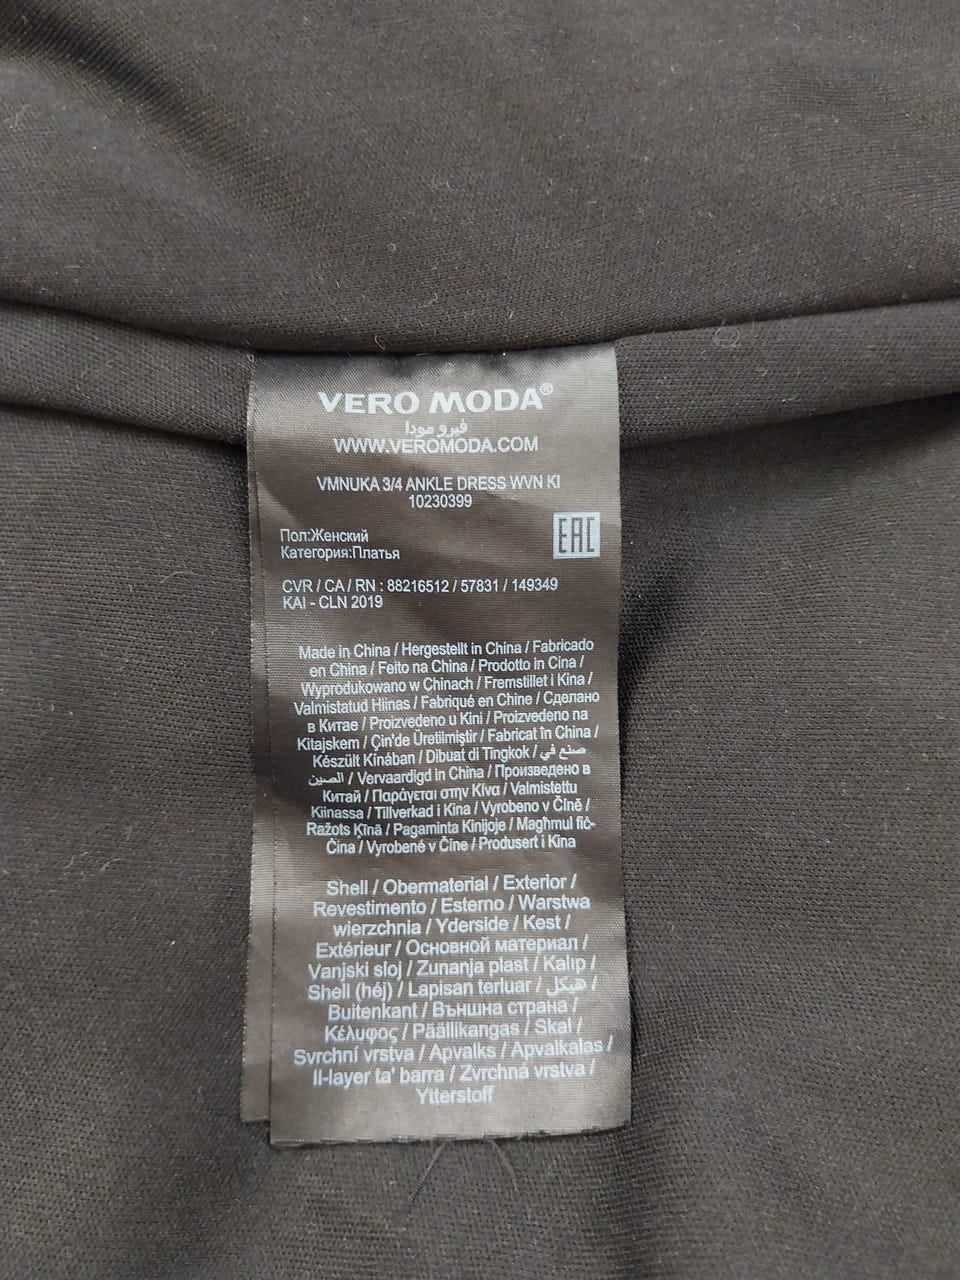 VERO MODA®
فيرو مودا
WWW.VEROMODA.COM
VMNUKA 3/4 ANKLE DRESS WVN KI
10230399
Пол:Женский
Категория:Платья
EAC
CVR / CA / RN : 88216512 / 57831 / 149349
KAI - CLN 2019
Made in China / Hergestellt in China / Fabricado
en China / Feito na China / Prodotto in Cina /
Wyprodukowano w Chinach / Fremstillet i Kina /
Valmistatud Hiinas / Fabriqué en Chine / Сделано
в Китае / Proizvedeno u Kini / Proizvedeno na
Kitajskem / Çin'de Üretilmiştir / Fabricat în China /
Készült Kínában / Dibuat di Tingkok / صنع في
الصين / Vervaardigd in China / Произведено в
Китай / Παράγεται στην Κίνα / Valmistettu
Kiinassa / Tillverkad i Kina / Vyrobeno v Číně /
Ražots Ķīnā / Pagaminta Kinijoje / Magħmul fiċ-
Ċina / Vyrobené v Číne / Produsert i Kina
Shell / Obermaterial / Exterior /
Revestimento / Esterno / Warstwa
wierzchnia / Yderside / Kest /
Extérieur / Основной материал /
Vanjski sloj / Zunanja plast / Kalıp /
Shell (héj) / Lapisan terluar / هيكل /
Buitenkant / Външна страна /
Κέλυφος / Päällikangas / Skal /
Svrchní vrstva / Apvalks / Apvalkalas /
Il-layer ta' barra / Zvrchná vrstva /
Ytterstoff